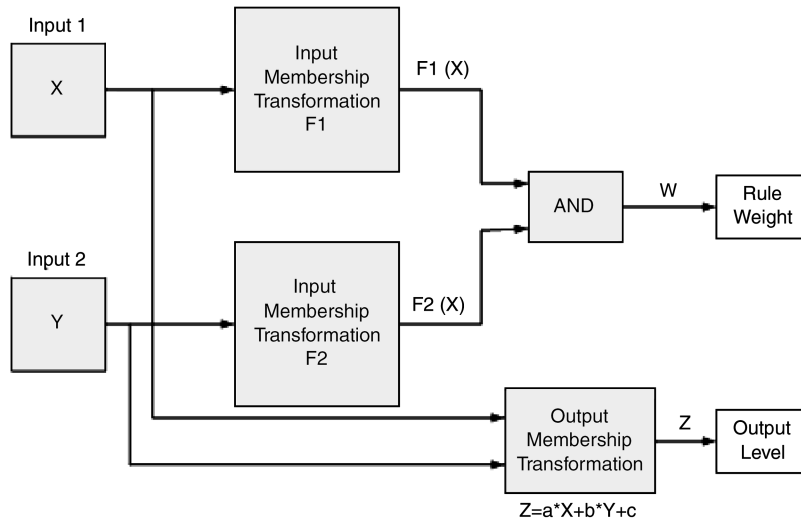 Input 1
X
Input
Membership
Transformation
F1
F1 (X)
AND
W
Rule
Weight
Input 2
Y
Input
Membership
Transformation
F2
F2 (X)
Output
Membership
Transformation
Z
Output
Level
Z=a*X+b*Y+c